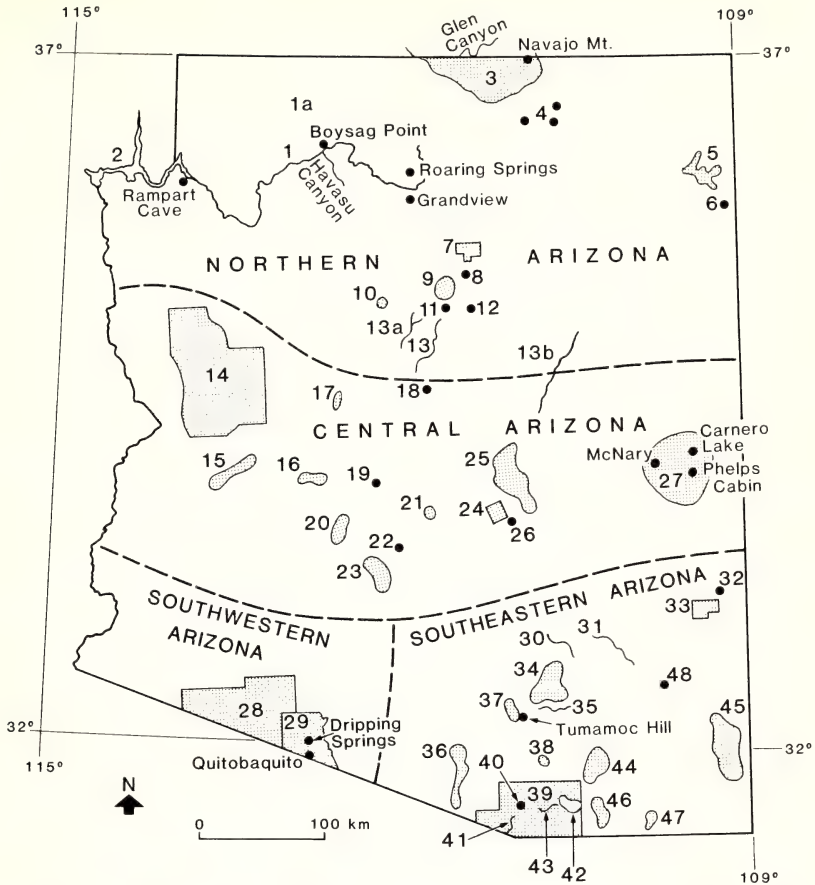 115°
109°
37°
Glen
Canyon
Navajo Mt.
37°
3
1a
4
Boysag Point
2
1
5
Rampart
Cave
Havasu
Canyon
Roaring Springs
Grandview
6
7
NORTHERN ARIZONA
8
9
10
11
12
13a
13
13b
14
17
18
CENTRAL ARIZONA
Carnero
Lake
McNary
27
Phelps
Cabin
15
16
19
25
20
21
24
22
26
23
SOUTHWESTERN
ARIZONA
SOUTHEASTERN ARIZONA
32
33
30
31
34
48
28
29
Dripping
Springs
37
35
45
32°
Tumamoc Hill
32°
Quitobaquito
36
38
44
115°
N
40
39
46
47
0 100 km
41
43
42
109°